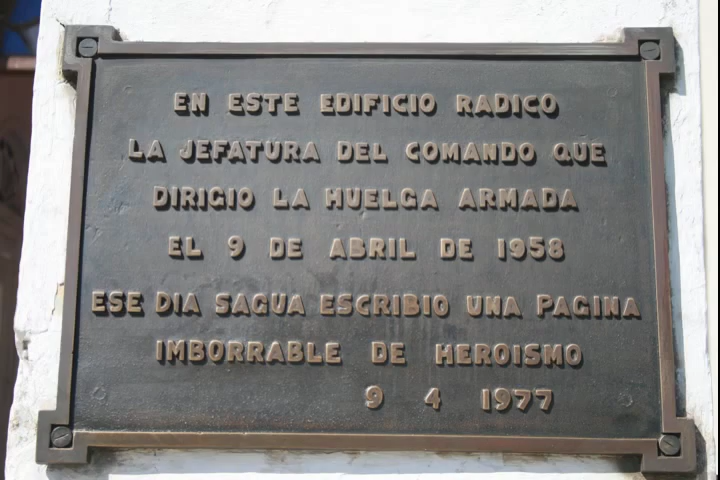 EN ESTE EDIFICIO RADICO
LA JEFATURA DEL COMANDO QUE
DIRIGIO LA HUELGA ARMADA
EL 9 DE ABRIL DE 1958
ESE DIA SAGUA ESCRIBIO UNA PAGINA
IMBORRABLE DE HEROISMO
9 4 1977